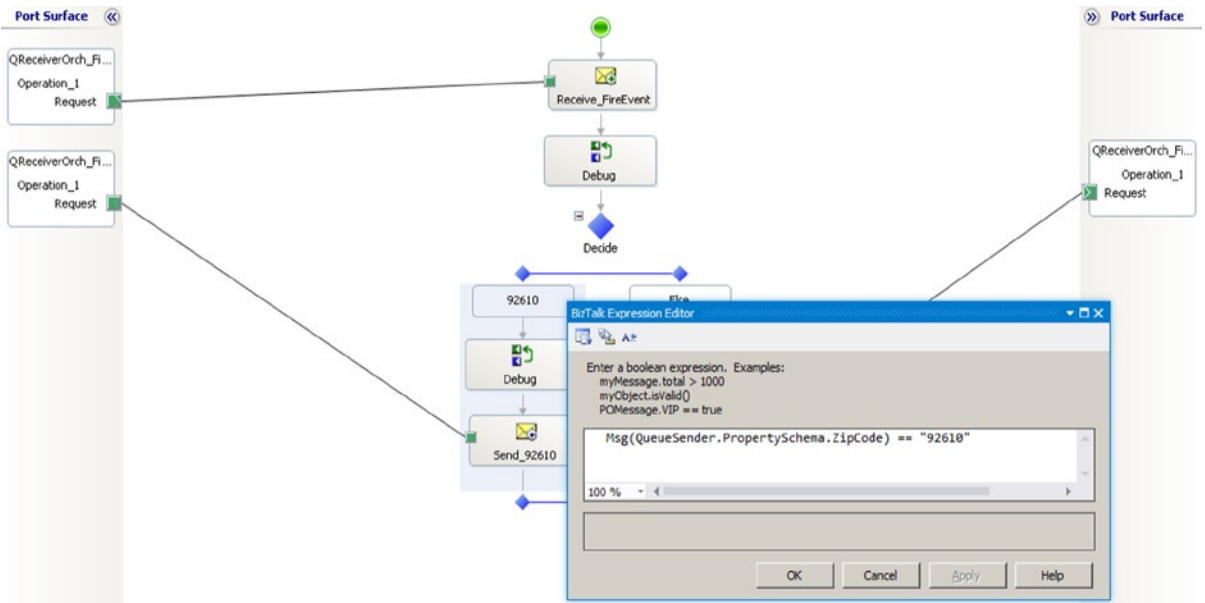 Port Surface
QReceiverOrch_Fi...
Operation_1
Request
QReceiverOrch_Fi...
Operation_1
Request
Receive_FireEvent
Debug
Decide
92610
Else
Debug
Send_92610
Port Surface
QReceiverOrch_Fi...
Operation_1
Request
BizTalk Expression Editor
Enter a boolean expression. Examples:
myMessage.total > 1000
myObject.isValid()
POMessage.VIP == true
Msg(QueueSender.PropertySchema.ZipCode) == "92610"
100 %
OK
Cancel
Apply
Help